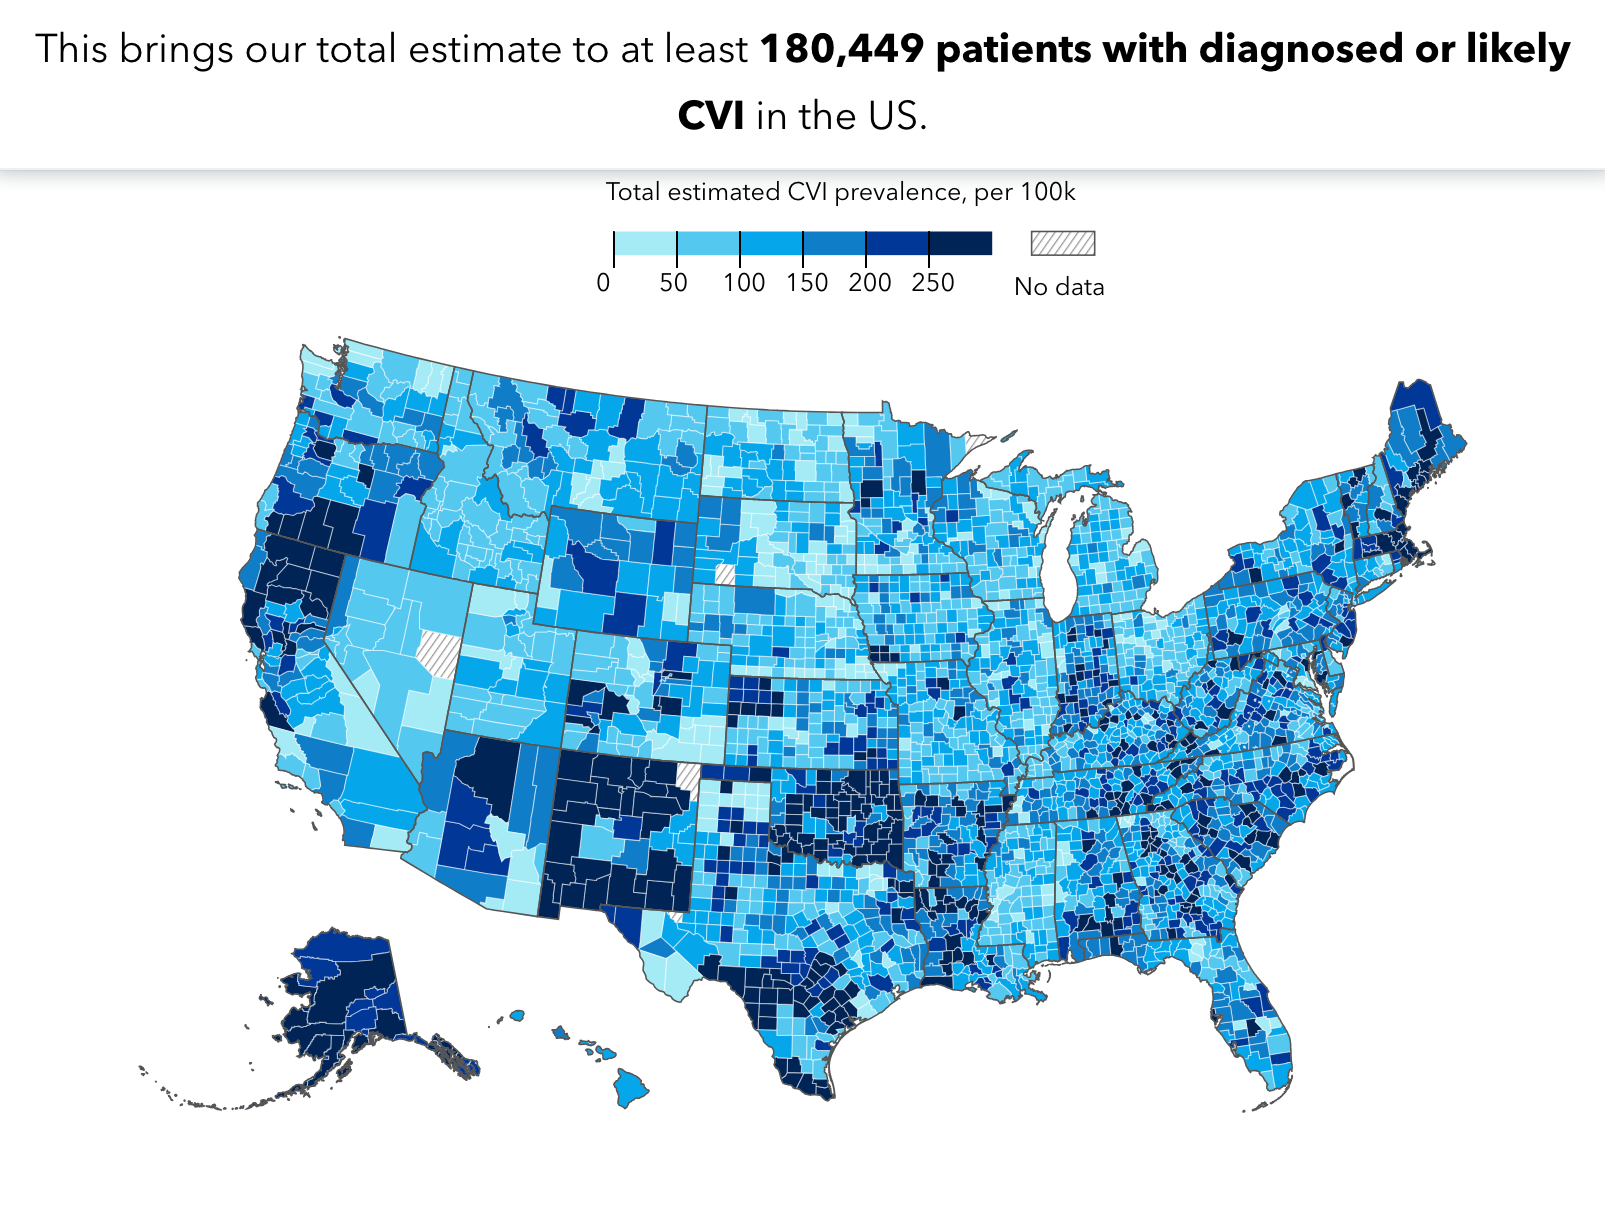 This brings our total estimate to at least 180,449 patients with diagnosed or likely
CVI in the US.
Total estimated CVI prevalence, per 100k
0 50 100 150 200 250
No data